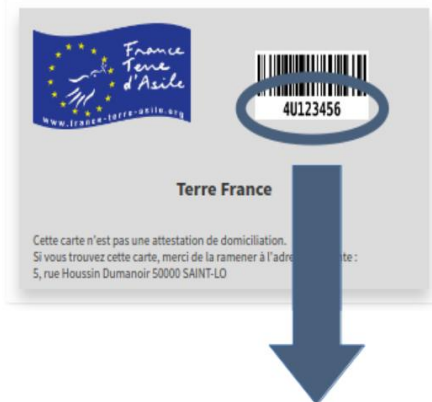 France
Terre
d'Asile
www.france-terre-asile.org
4U123456
Terre France
Cette carte n'est pas une attestation de domiciliation.
Si vous trouvez cette carte, merci de la ramener à l'adre te :
5, rue Houssin Dumanoir 50000 SAINT-LO